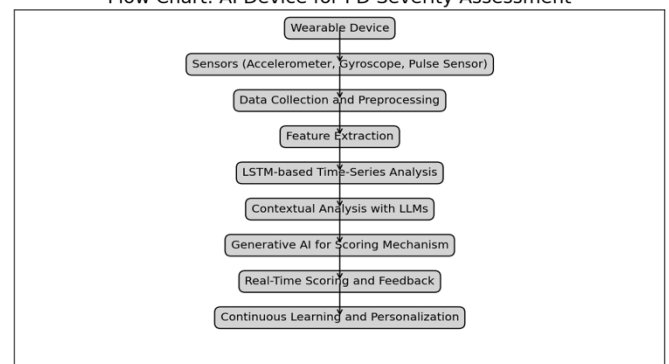 Flow Chart: AI Device for PD Severity Assessment
Wearable Device
Sensors (Accelerometer, Gyroscope, Pulse Sensor)
Data Collection and Preprocessing
Feature Extraction
LSTM-based Time-Series Analysis
Contextual Analysis with LLMs
Generative AI for Scoring Mechanism
Real-Time Scoring and Feedback
Continuous Learning and Personalization